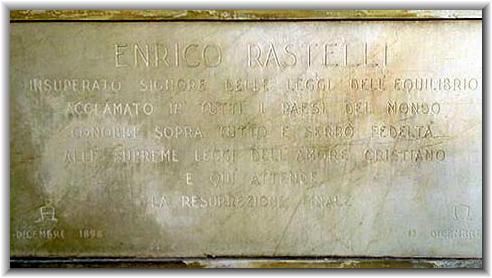 ENRICO RASTELLI
INSUPERATO SIGNORE DELLE LEGGI DELL'EQUILIBRIO
ACCLAMATO IN TUTTI I PAESI DEL MONDO
CONOBBE SOPRA TUTTO E SERBÒ FEDELTÀ
ALLE SUPREME LEGGI DELL'AMORE CRISTIANO
E QUI ATTENDE
LA RESURREZIONE FINALE
DICEMBRE 1896
13 DICEMBRE